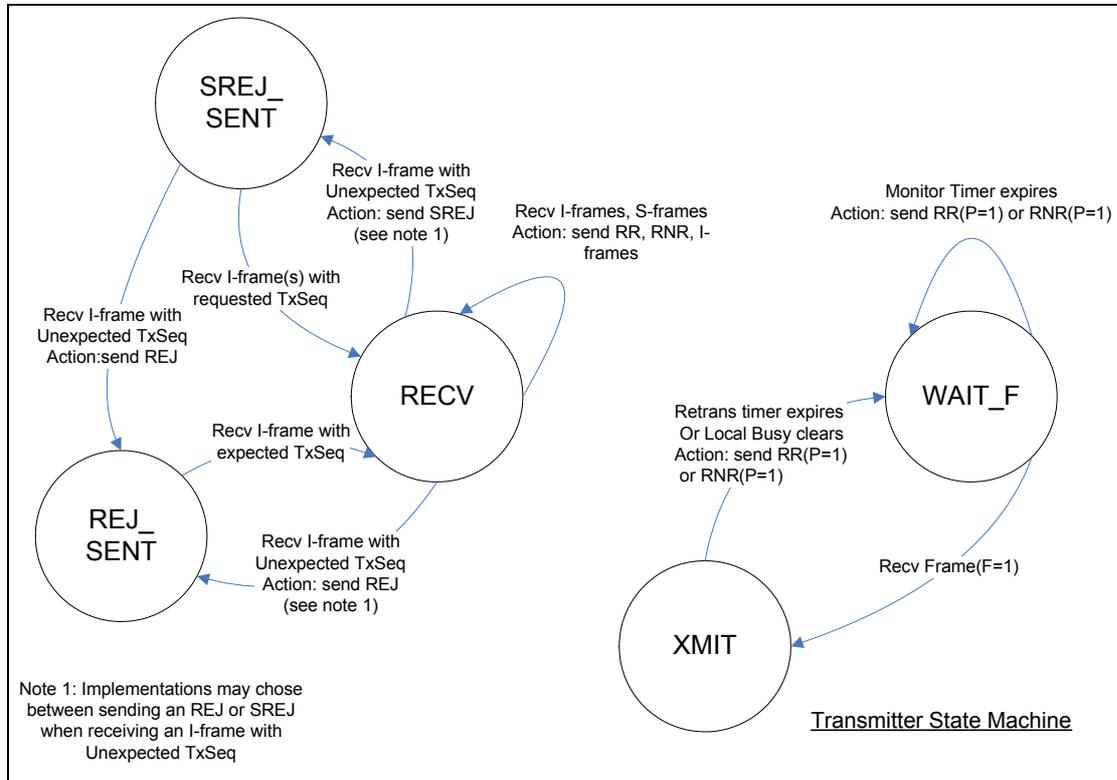 SREJ_
SENT
Recv I-frame with
Unexpected TxSeq
Action: send SREJ
(see note 1)
Recv I-frames, S-frames
Action: send RR, RNR, I-
frames
Monitor Timer expires
Action: send RR(P=1) or RNR(P=1)
Recv I-frame(s) with
requested TxSeq
Recv I-frame with
Unexpected TxSeq
Action:send REJ
RECV
WAIT_F
Retrans timer expires
Or Local Busy clears
Action: send RR(P=1)
or RNR(P=1)
Recv I-frame with
expected TxSeq
REJ_
SENT
Recv I-frame with
Unexpected TxSeq
Action: send REJ
(see note 1)
Recv Frame(F=1)
XMIT
Note 1: Implementations may chose
between sending an REJ or SREJ
when receiving an I-frame with
Unexpected TxSeq
Transmitter State Machine